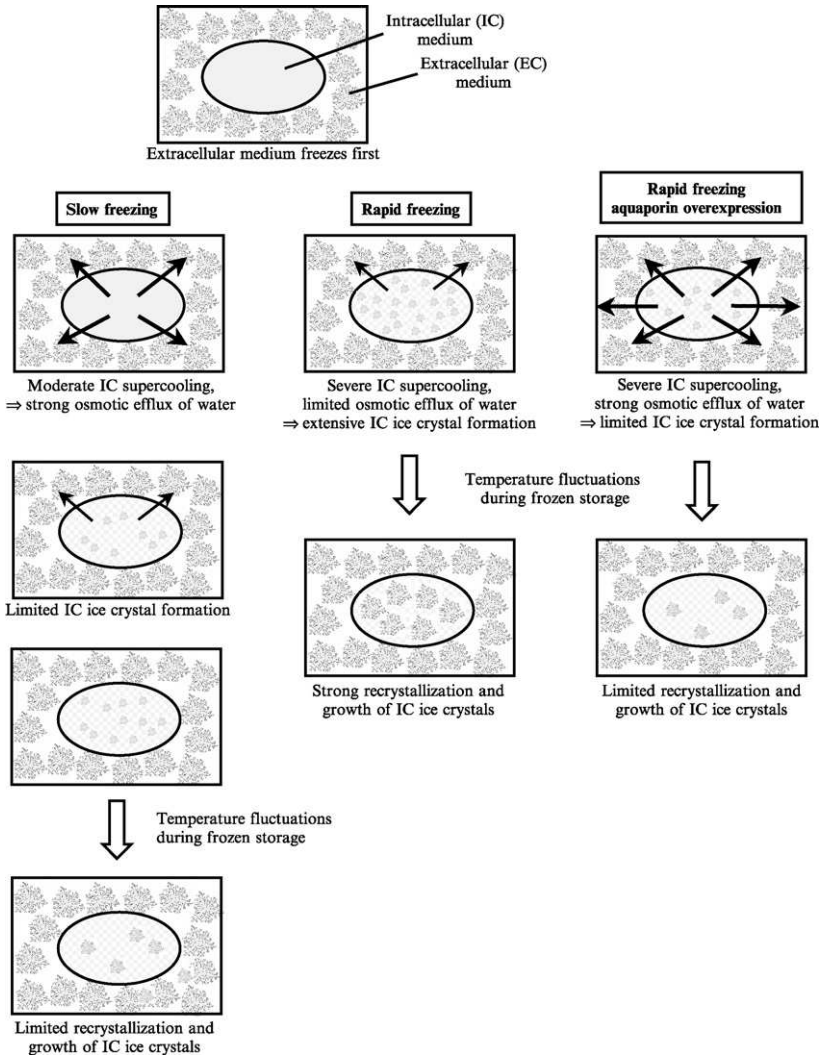 Intracellular (IC)
medium
Extracellular (EC)
medium
Extracellular medium freezes first
Slow freezing
Moderate IC supercooling,
⇒ strong osmotic efflux of water
Limited IC ice crystal formation
Temperature fluctuations
during frozen storage
Limited recrystallization and
growth of IC ice crystals
Rapid freezing
Severe IC supercooling,
limited osmotic efflux of water
⇒ extensive IC ice crystal formation
Rapid freezing
aquaporin overexpression
Severe IC supercooling,
strong osmotic efflux of water
⇒ limited IC ice crystal formation
Temperature fluctuations
during frozen storage
Strong recrystallization and
growth of IC ice crystals
Limited recrystallization and
growth of IC ice crystals